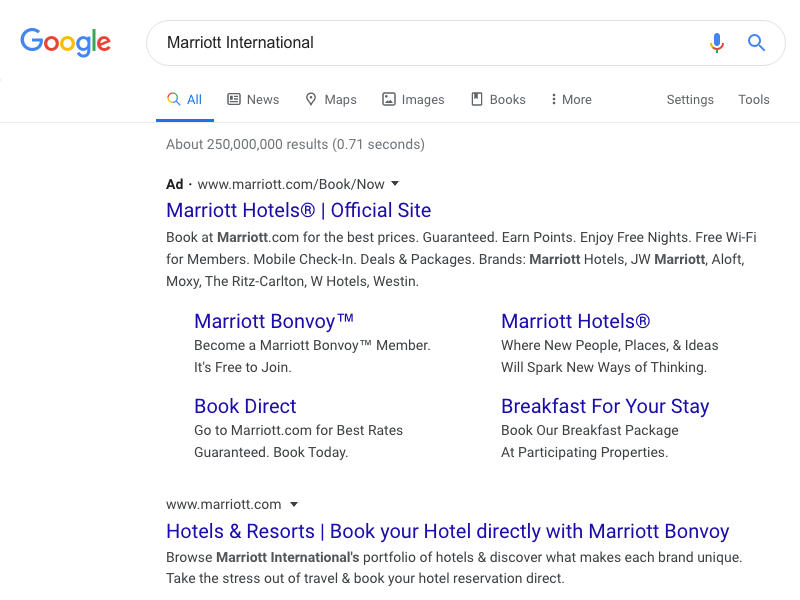 Google
Marriott International
All News Maps Images Books More Settings Tools
About 250,000,000 results (0.71 seconds)
Ad · www.marriott.com/Book/Now
Marriott Hotels® | Official Site
Book at Marriott.com for the best prices. Guaranteed. Earn Points. Enjoy Free Nights. Free Wi-Fi
for Members. Mobile Check-In. Deals & Packages. Brands: Marriott Hotels, JW Marriott, Aloft,
Moxy, The Ritz-Carlton, W Hotels, Westin.
Marriott Bonvoy™
Become a Marriott Bonvoy™ Member.
It's Free to Join.
Marriott Hotels®
Where New People, Places, & Ideas
Will Spark New Ways of Thinking.
Book Direct
Go to Marriott.com for Best Rates
Guaranteed. Book Today.
Breakfast For Your Stay
Book Our Breakfast Package
At Participating Properties.
www.marriott.com
Hotels & Resorts | Book your Hotel directly with Marriott Bonvoy
Browse Marriott International's portfolio of hotels & discover what makes each brand unique.
Take the stress out of travel & book your hotel reservation direct.